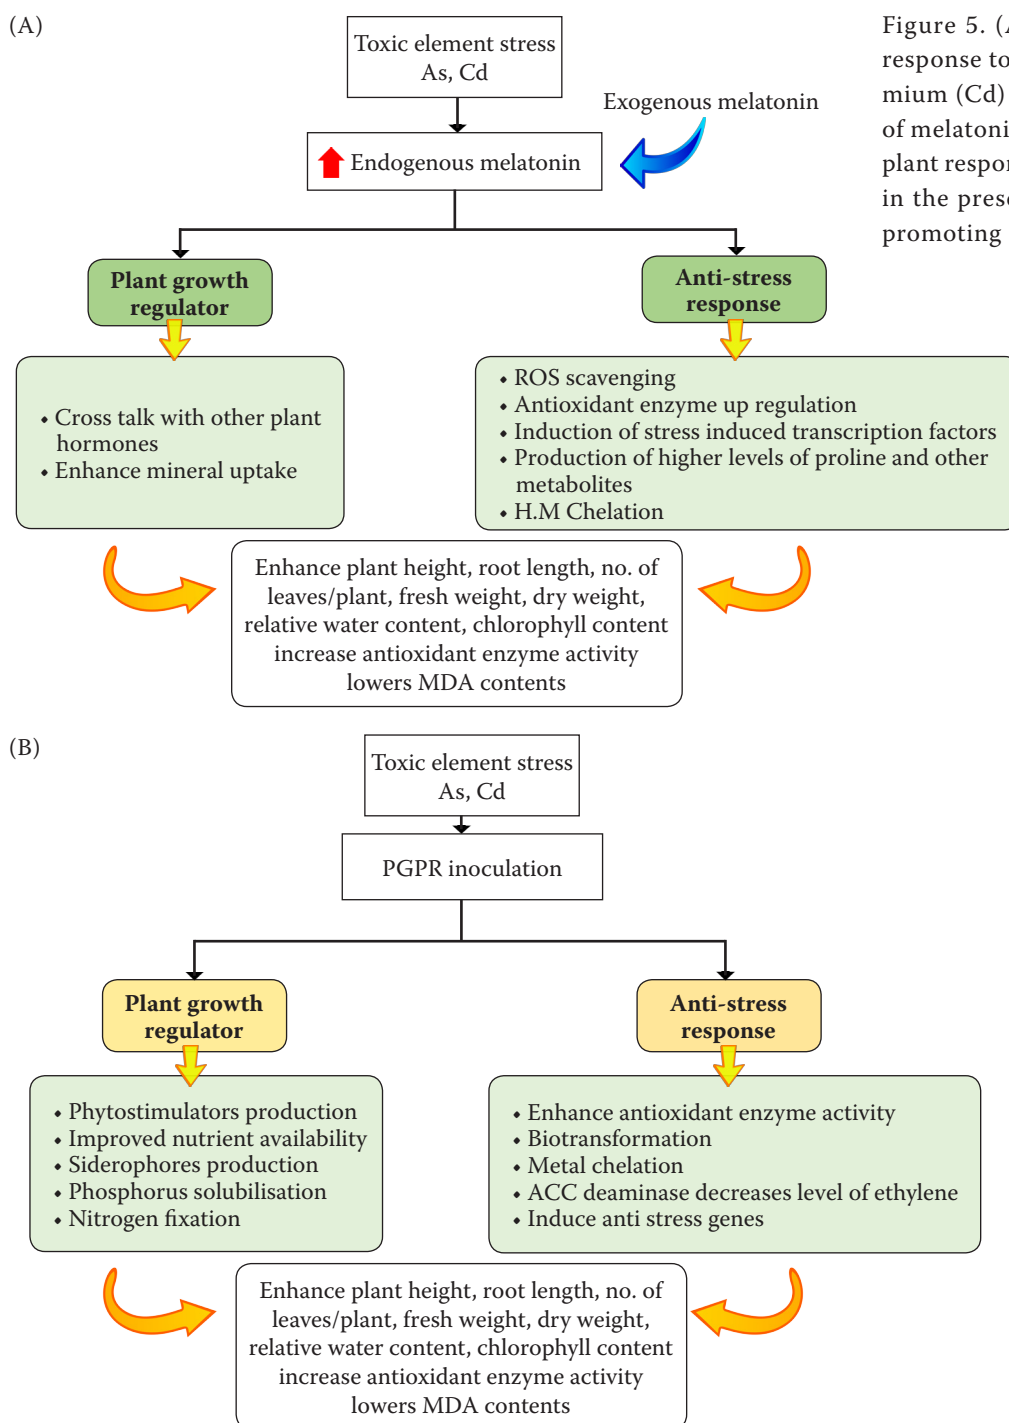 (A)
Toxic element stress
As, Cd
Exogenous melatonin
Endogenous melatonin
Plant growth
regulator
Anti-stress
response
• Cross talk with other plant
hormones
• Enhance mineral uptake
• ROS scavenging
• Antioxidant enzyme up regulation
• Induction of stress induced transcription factors
• Production of higher levels of proline and other
metabolites
• H.M Chelation
Enhance plant height, root length, no. of
leaves/plant, fresh weight, dry weight,
relative water content, chlorophyll content
increase antioxidant enzyme activity
lowers MDA contents
Figure 5. (A
response to
mium (Cd)
of melatoni
plant respon
in the prese
promoting
(B)
Toxic element stress
As, Cd
PGPR inoculation
Plant growth
regulator
Anti-stress
response
• Phytostimulators production
• Improved nutrient availability
• Siderophores production
• Phosphorus solubilisation
• Nitrogen fixation
• Enhance antioxidant enzyme activity
• Biotransformation
• Metal chelation
• ACC deaminase decreases level of ethylene
• Induce anti stress genes
Enhance plant height, root length, no. of
leaves/plant, fresh weight, dry weight,
relative water content, chlorophyll content
increase antioxidant enzyme activity
lowers MDA contents